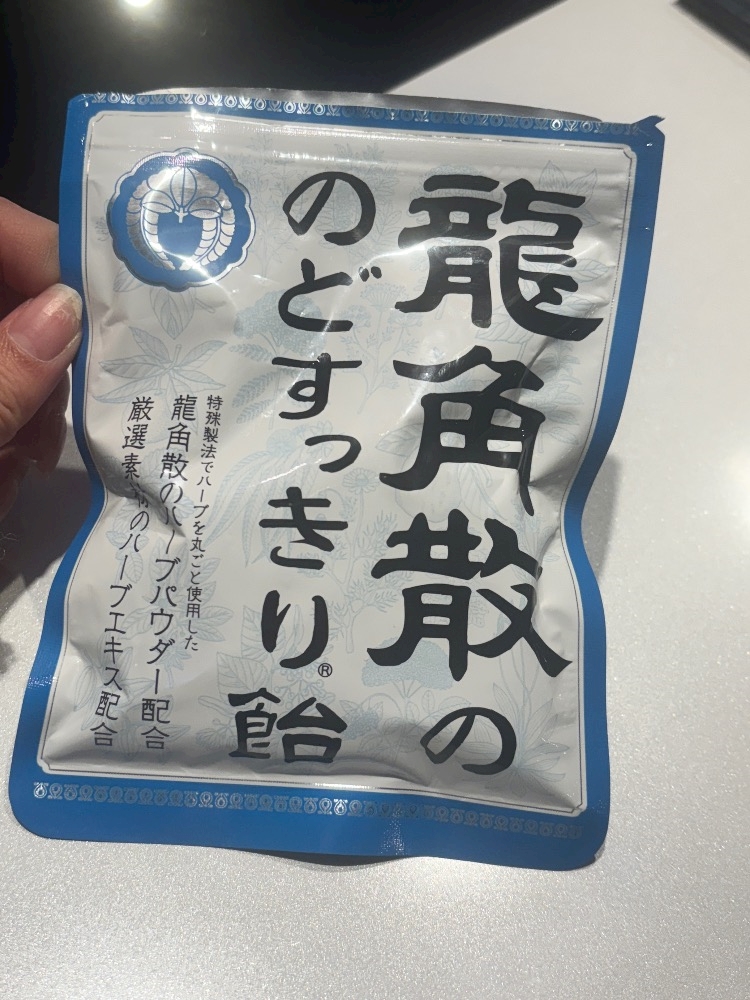 龍角散の
のどすっきり飴®
特殊製法でハーブを丸ごと使用した
龍角散のハーブパウダー配合
厳選素材のハーブエキス配合